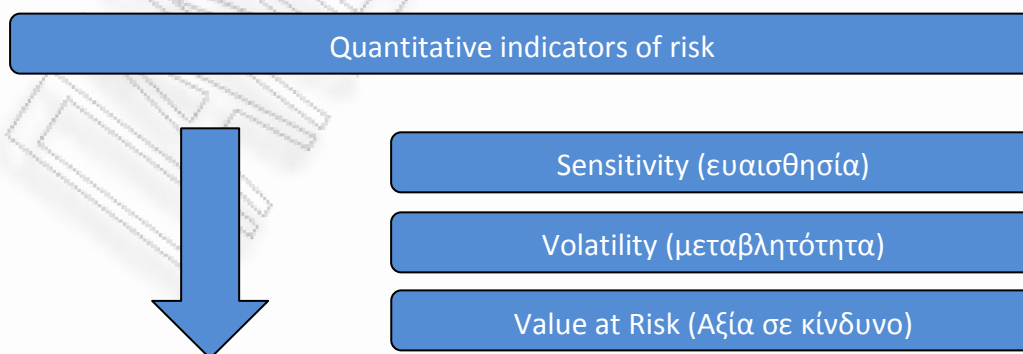 Quantitative indicators of risk
Sensitivity (ευαισθησία)
Volatility (μεταβλητότητα)
Value at Risk (Αξία σε κίνδυνο)